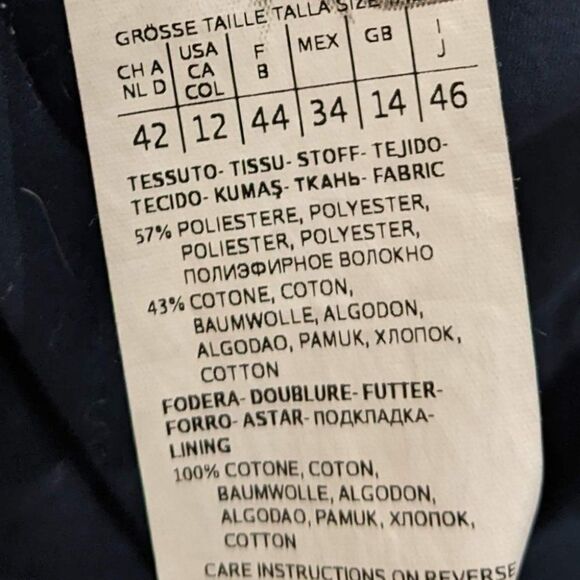 GRÖSSE TAILLE TALLA SIZE
CH A NL D USA CA COL F B MEX GB I J
42 12 44 34 14 46
TESSUTO- TISSU- STOFF- TEJIDO-
TECIDO- KUMAŞ- ТКАНЬ- FABRIC
57% POLIESTERE, POLYESTER,
POLIESTER, POLYESTER,
ПОЛИЭФИРНОЕ ВОЛОКНО
43% COTONE, COTON,
BAUMWOLLE, ALGODON,
ALGODAO, PAMUK, ХЛОПОК,
COTTON
FODERA- DOUBLURE- FUTTER-
FORRO- ASTAR- ПОДКЛАДКА-
LINING
100% COTONE, COTON,
BAUMWOLLE, ALGODON,
ALGODAO, PAMUK, ХЛОПОК,
COTTON
CARE INSTRUCTIONS ON REVERSE